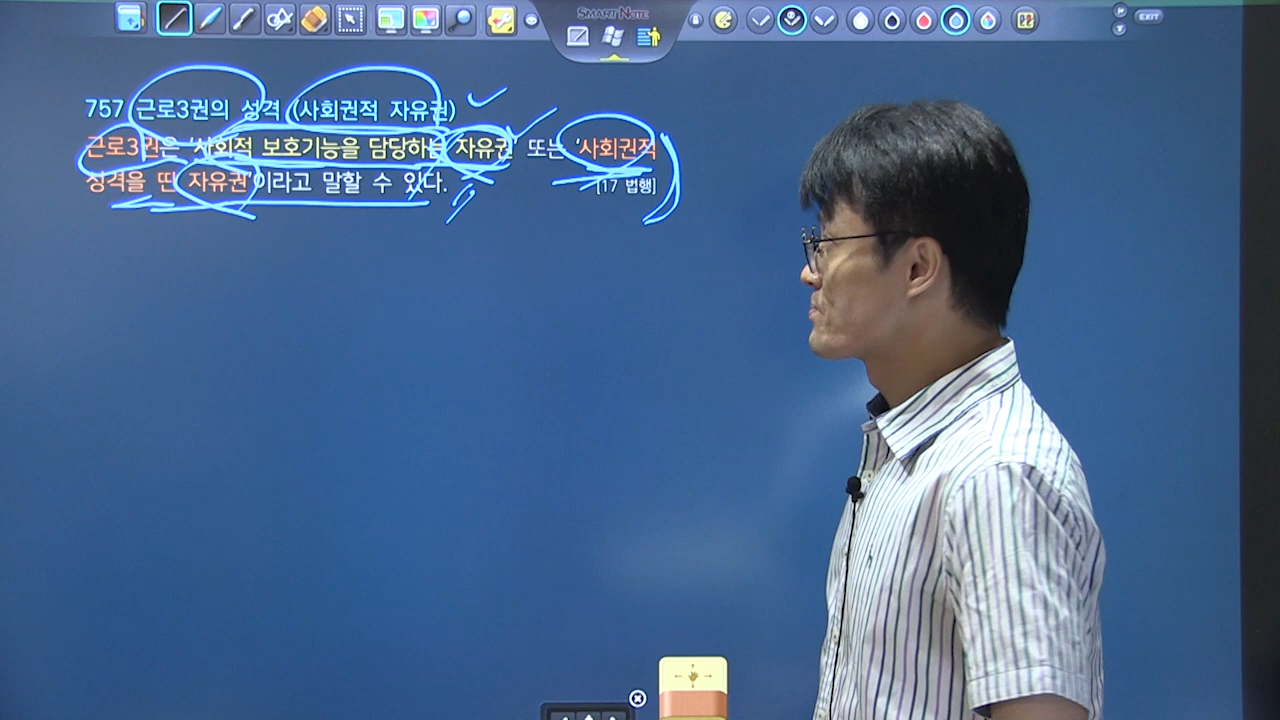 SMART NOTE
EXIT
757 근로3권의 성격 (사회권적 자유권)
근로3권은 ‘사회적 보호기능을 담당하는 자유권’ 또는 ‘사회권적
성격을 띤 자유권’이라고 말할 수 있다.
[17 법행]